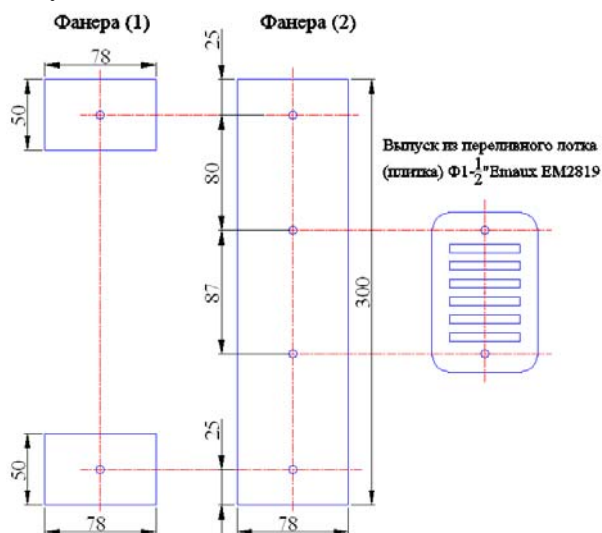 Фанера (1)
Фанера (2)
78
25
50
Выпуск из переливного лотка
(плитка) Ф1-1/2"Emaux EM2819
80
87
300
25
50
78
78